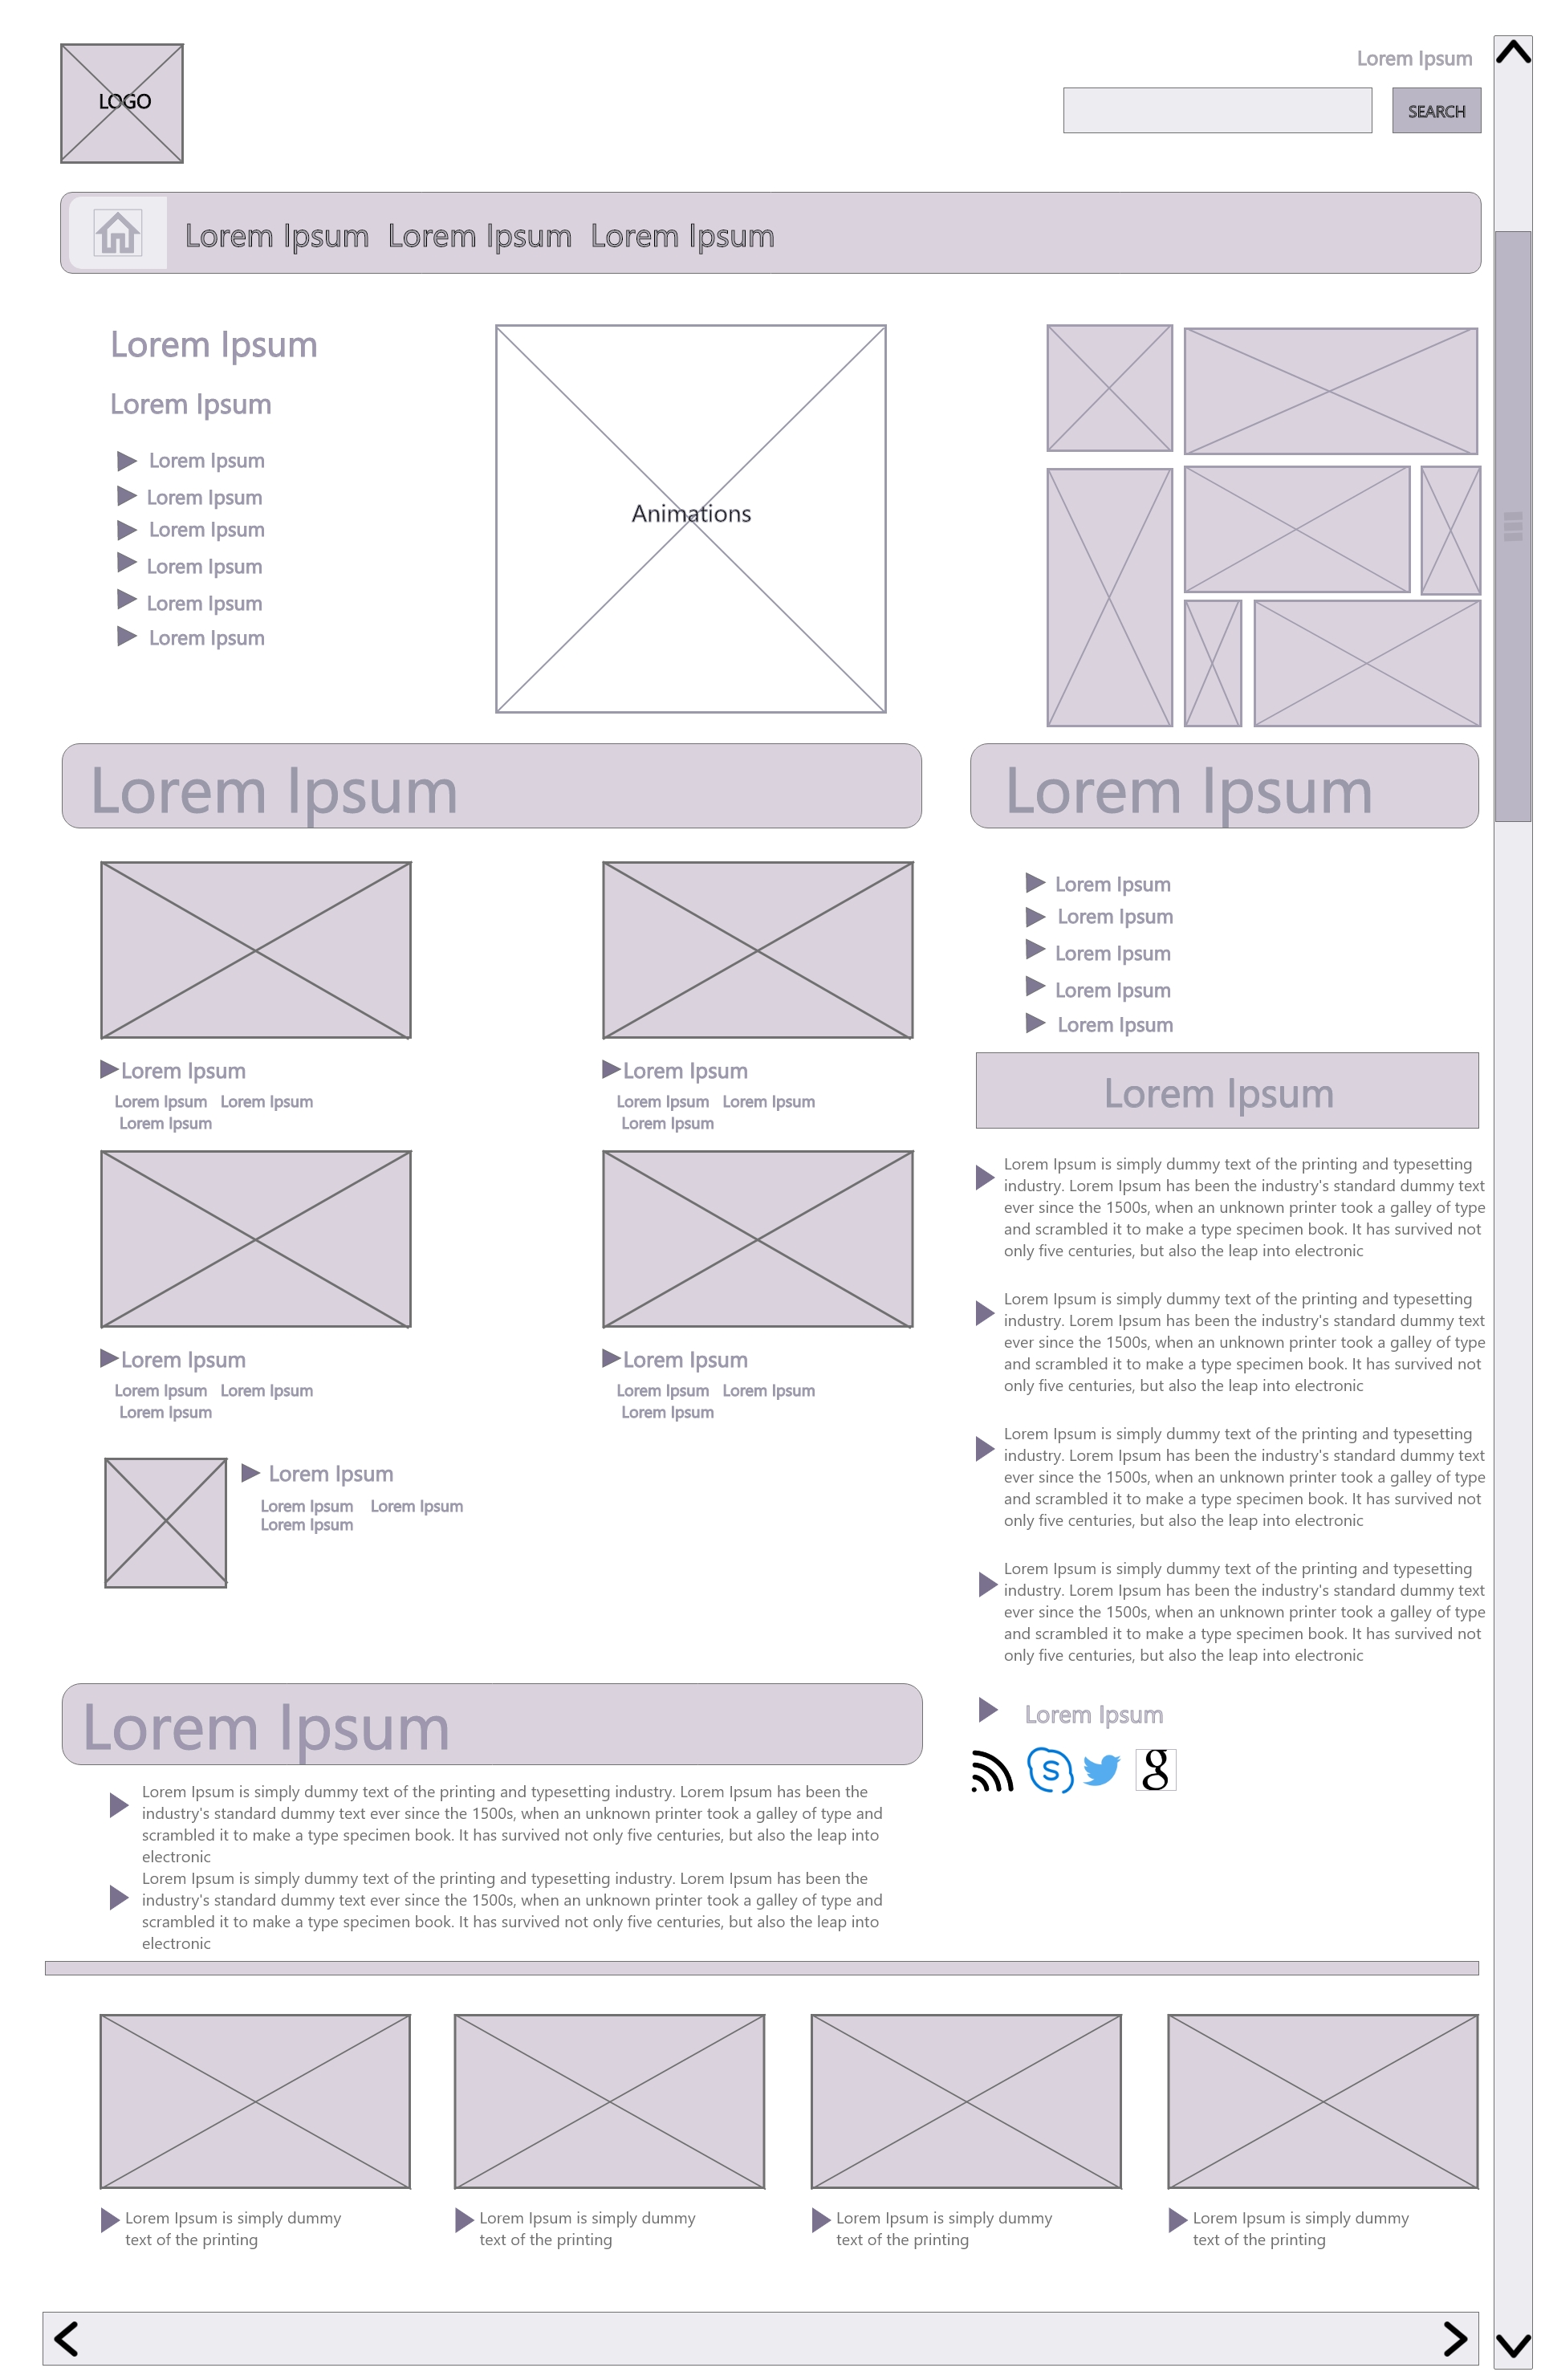 LOGO
Lorem Ipsum
SEARCH
Lorem Ipsum Lorem Ipsum Lorem Ipsum
Lorem Ipsum
Lorem Ipsum
Lorem Ipsum
Lorem Ipsum
Lorem Ipsum
Lorem Ipsum
Lorem Ipsum
Lorem Ipsum
Animations
Lorem Ipsum
Lorem Ipsum
Lorem Ipsum Lorem Ipsum
Lorem Ipsum
Lorem Ipsum
Lorem Ipsum Lorem Ipsum
Lorem Ipsum
Lorem Ipsum
Lorem Ipsum Lorem Ipsum
Lorem Ipsum
Lorem Ipsum
Lorem Ipsum Lorem Ipsum
Lorem Ipsum
Lorem Ipsum
Lorem Ipsum Lorem Ipsum
Lorem Ipsum
Lorem Ipsum
Lorem Ipsum
Lorem Ipsum
Lorem Ipsum
Lorem Ipsum
Lorem Ipsum
Lorem Ipsum
Lorem Ipsum is simply dummy text of the printing and typesetting
industry. Lorem Ipsum has been the industry's standard dummy text
ever since the 1500s, when an unknown printer took a galley of type
and scrambled it to make a type specimen book. It has survived not
only five centuries, but also the leap into electronic
Lorem Ipsum is simply dummy text of the printing and typesetting
industry. Lorem Ipsum has been the industry's standard dummy text
ever since the 1500s, when an unknown printer took a galley of type
and scrambled it to make a type specimen book. It has survived not
only five centuries, but also the leap into electronic
Lorem Ipsum is simply dummy text of the printing and typesetting
industry. Lorem Ipsum has been the industry's standard dummy text
ever since the 1500s, when an unknown printer took a galley of type
and scrambled it to make a type specimen book. It has survived not
only five centuries, but also the leap into electronic
Lorem Ipsum is simply dummy text of the printing and typesetting
industry. Lorem Ipsum has been the industry's standard dummy text
ever since the 1500s, when an unknown printer took a galley of type
and scrambled it to make a type specimen book. It has survived not
only five centuries, but also the leap into electronic
Lorem Ipsum
S g
Lorem Ipsum
Lorem Ipsum is simply dummy text of the printing and typesetting industry. Lorem Ipsum has been the
industry's standard dummy text ever since the 1500s, when an unknown printer took a galley of type and
scrambled it to make a type specimen book. It has survived not only five centuries, but also the leap into
electronic
Lorem Ipsum is simply dummy text of the printing and typesetting industry. Lorem Ipsum has been the
industry's standard dummy text ever since the 1500s, when an unknown printer took a galley of type and
scrambled it to make a type specimen book. It has survived not only five centuries, but also the leap into
electronic
Lorem Ipsum is simply dummy
text of the printing
Lorem Ipsum is simply dummy
text of the printing
Lorem Ipsum is simply dummy
text of the printing
Lorem Ipsum is simply dummy
text of the printing